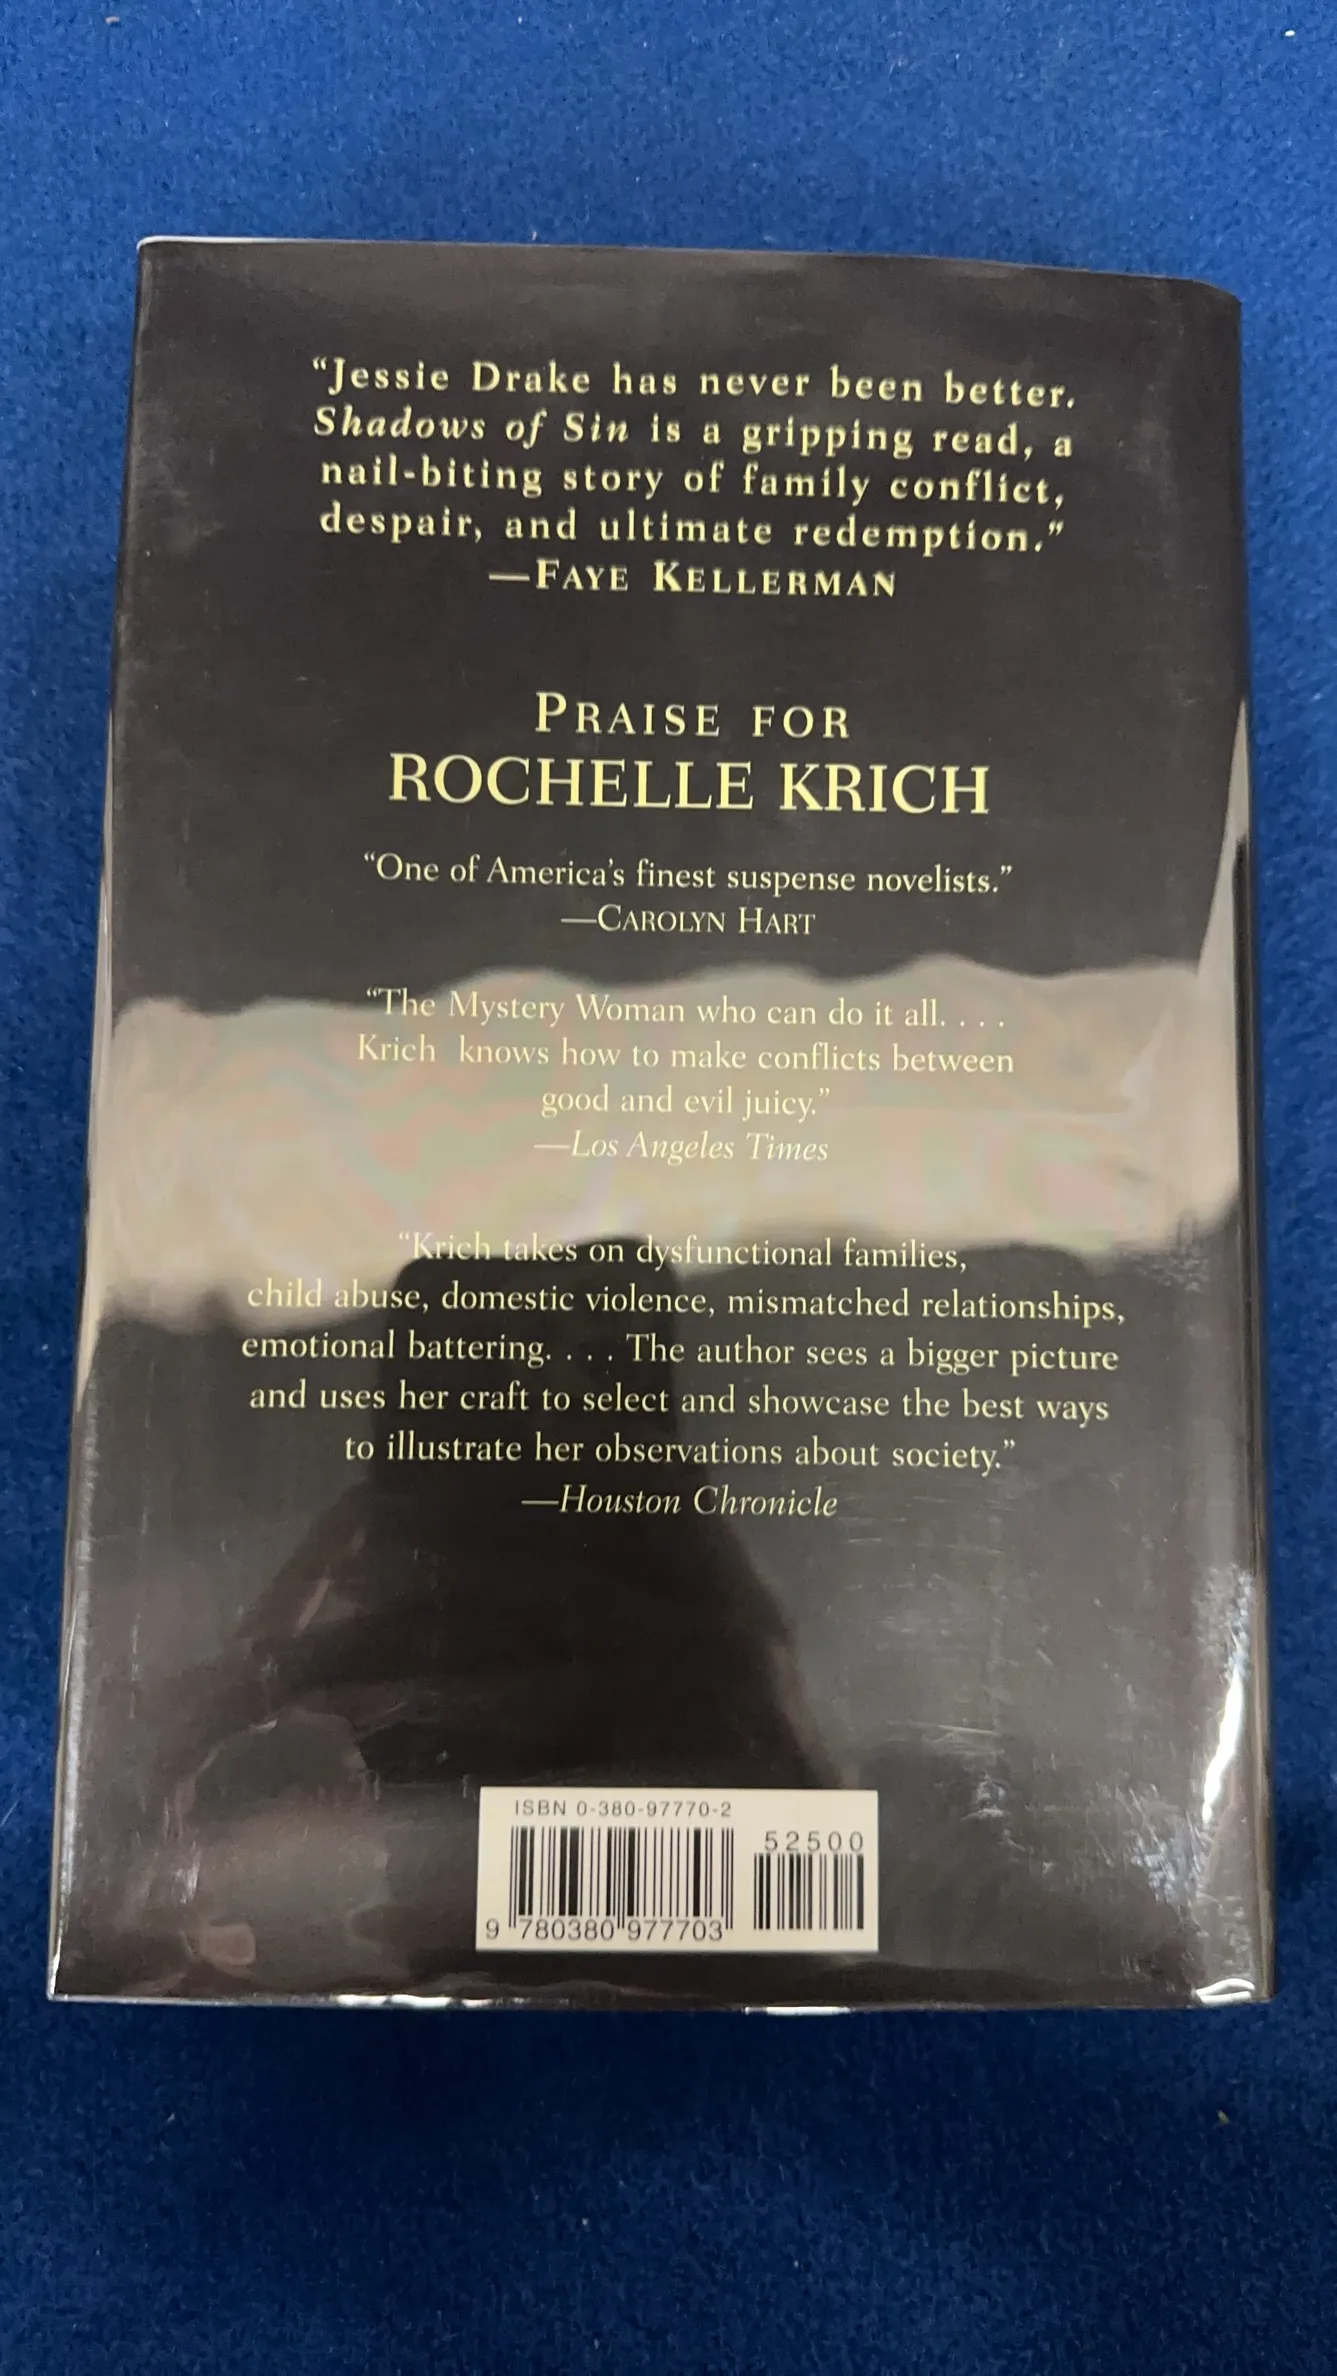 “Jessie Drake has never been better.
Shadows of Sin is a gripping read, a
nail-biting story of family conflict,
despair, and ultimate redemption.”
—FAYE KELLERMAN
PRAISE FOR
ROCHELLE KRICH
“One of America’s finest suspense novelists.”
—CAROLYN HART
“The Mystery Woman who can do it all. . . .
Krich knows how to make conflicts between
good and evil juicy.”
—Los Angeles Times
“Krich takes on dysfunctional families,
child abuse, domestic violence, mismatched relationships,
emotional battering. . . . The author sees a bigger picture
and uses her craft to select and showcase the best ways
to illustrate her observations about society.”
—Houston Chronicle
ISBN 0-380-97770-2
52500
9 780380 977703